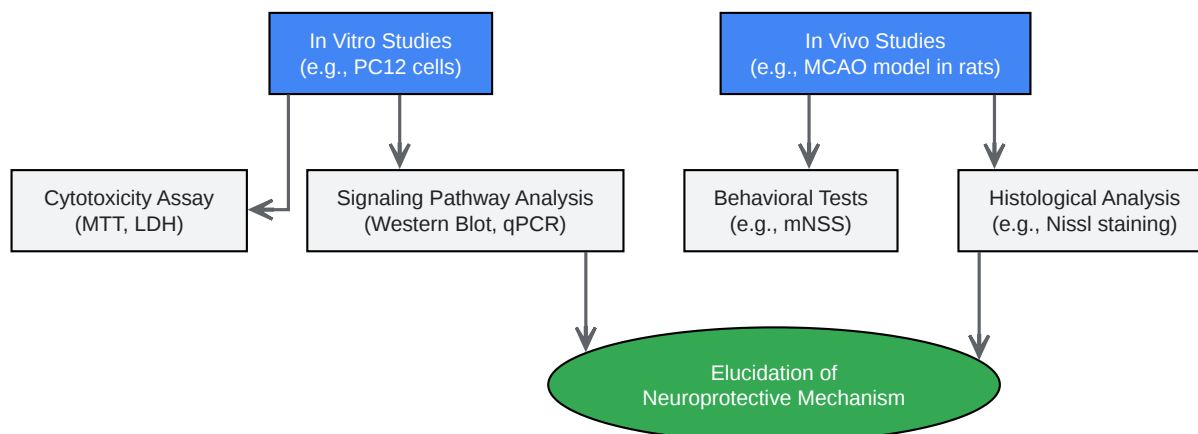 In Vitro Studies
(e.g., PC12 cells)
In Vivo Studies
(e.g., MCAO model in rats)
Cytotoxicity Assay
(MTT, LDH)
Signaling Pathway Analysis
(Western Blot, qPCR)
Behavioral Tests
(e.g., mNSS)
Histological Analysis
(e.g., Nissl staining)
Elucidation of
Neuroprotective Mechanism